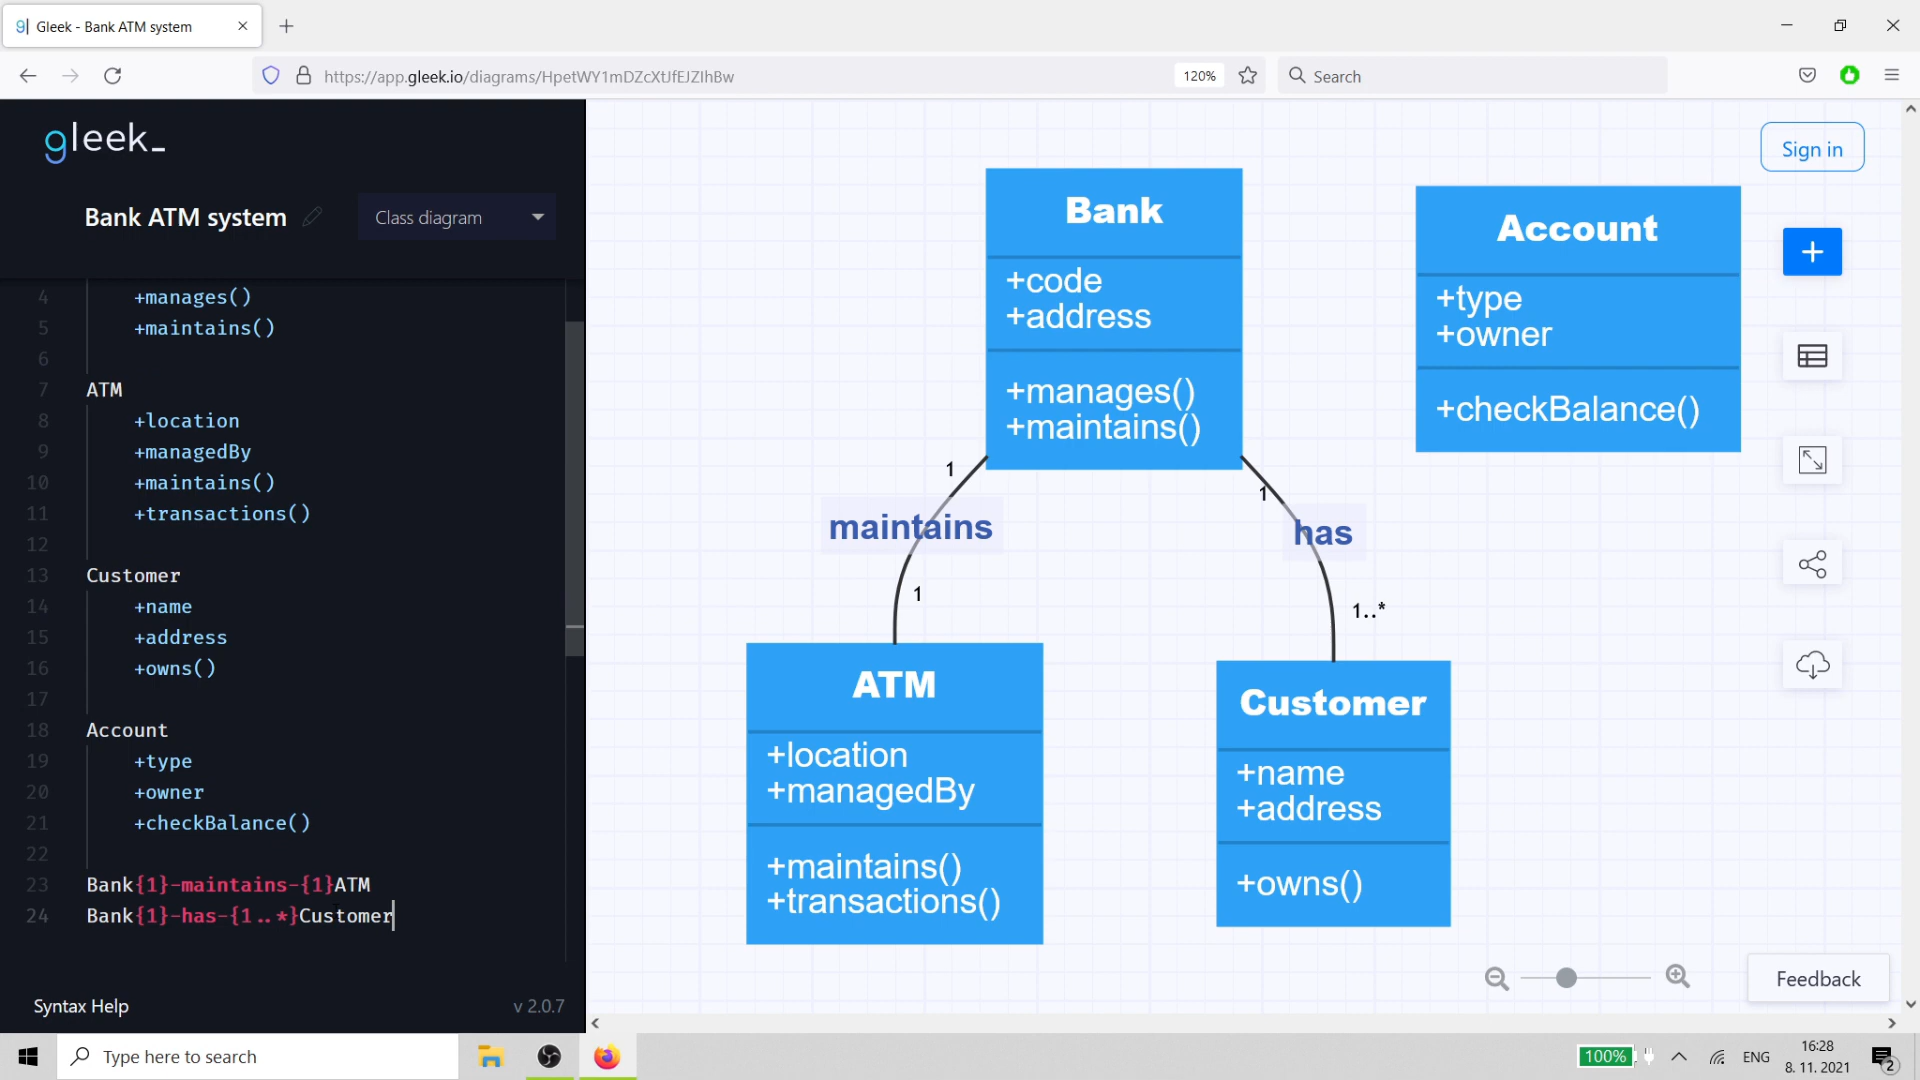 Gleek - Bank ATM system
https://app.gleek.io/diagrams/HpetWY1mDZcXtJfEJZIhBw
120%
Search
gleek_
Bank ATM system
Class diagram
4 +manages()
5 +maintains()
6
7 ATM
8 +location
9 +managedBy
10 +maintains()
11 +transactions()
12
13 Customer
14 +name
15 +address
16 +owns()
17
18 Account
19 +type
20 +owner
21 +checkBalance()
22
23 Bank{1}-maintains-{1}ATM
24 Bank{1}-has-{1..*}Customer
Syntax Help
v 2.0.7
Sign in
Bank
+code
+address
+manages()
+maintains()
Account
+type
+owner
+checkBalance()
1
maintains
1
1
has
1..*
ATM
+location
+managedBy
+maintains()
+transactions()
Customer
+name
+address
+owns()
Feedback
Type here to search
100%
ENG
16:28
8. 11. 2021
2